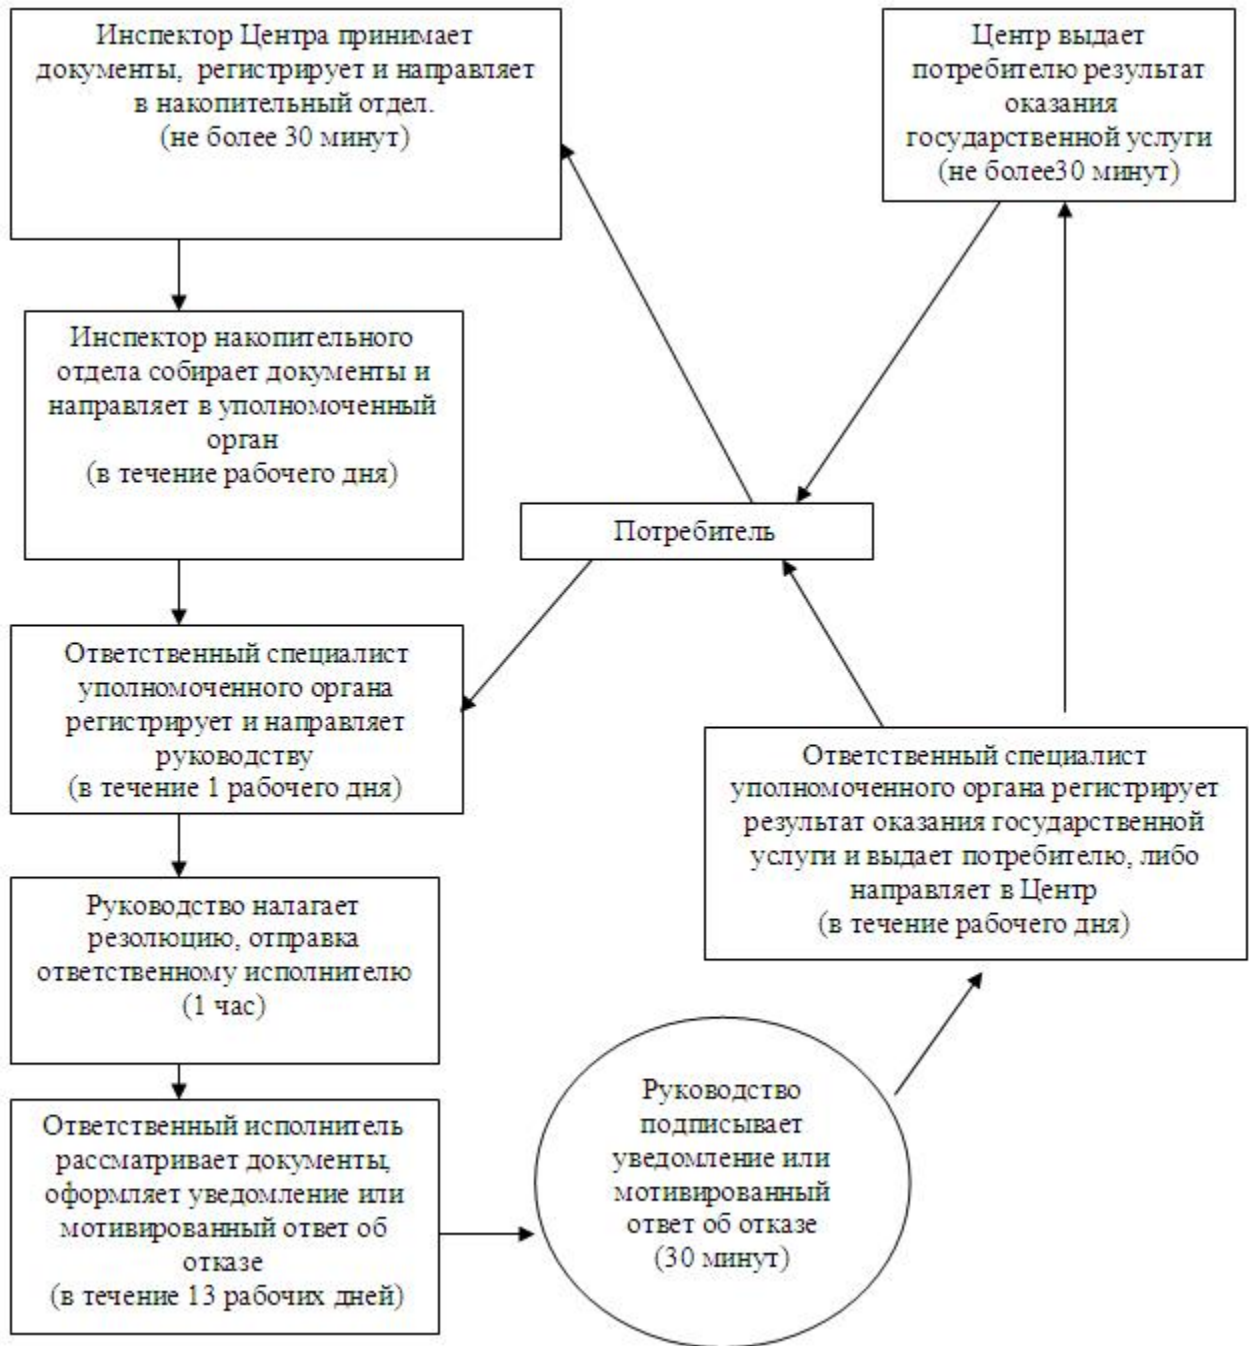 Инспектор Центра принимает
документы, регистрирует и направляет
в накопительный отдел.
(не более 30 минут)
Центр выдает
потребителю результат
оказания
государственной услуги
(не более30 минут)
Инспектор накопительного
отдела собирает документы и
направляет в уполномоченный
орган
(в течение рабочего дня)
Потребитель
Ответственный специалист
уполномоченного органа
регистрирует и направляет
руководству
(в течение 1 рабочего дня)
Ответственный специалист
уполномоченного органа регистрирует
результат оказания государственной
услуги и выдает потребителю, либо
направляет в Центр
(в течение рабочего дня)
Руководство налагает
резолюцию, отправка
ответственному исполнителю
(1 час)
Ответственный исполнитель
рассматривает документы,
оформляет уведомление или
мотивированный ответ об
отказе
(в течение 13 рабочих дней)
Руководство
подписывает
уведомление или
мотивированный
ответ об отказе
(30 минут)